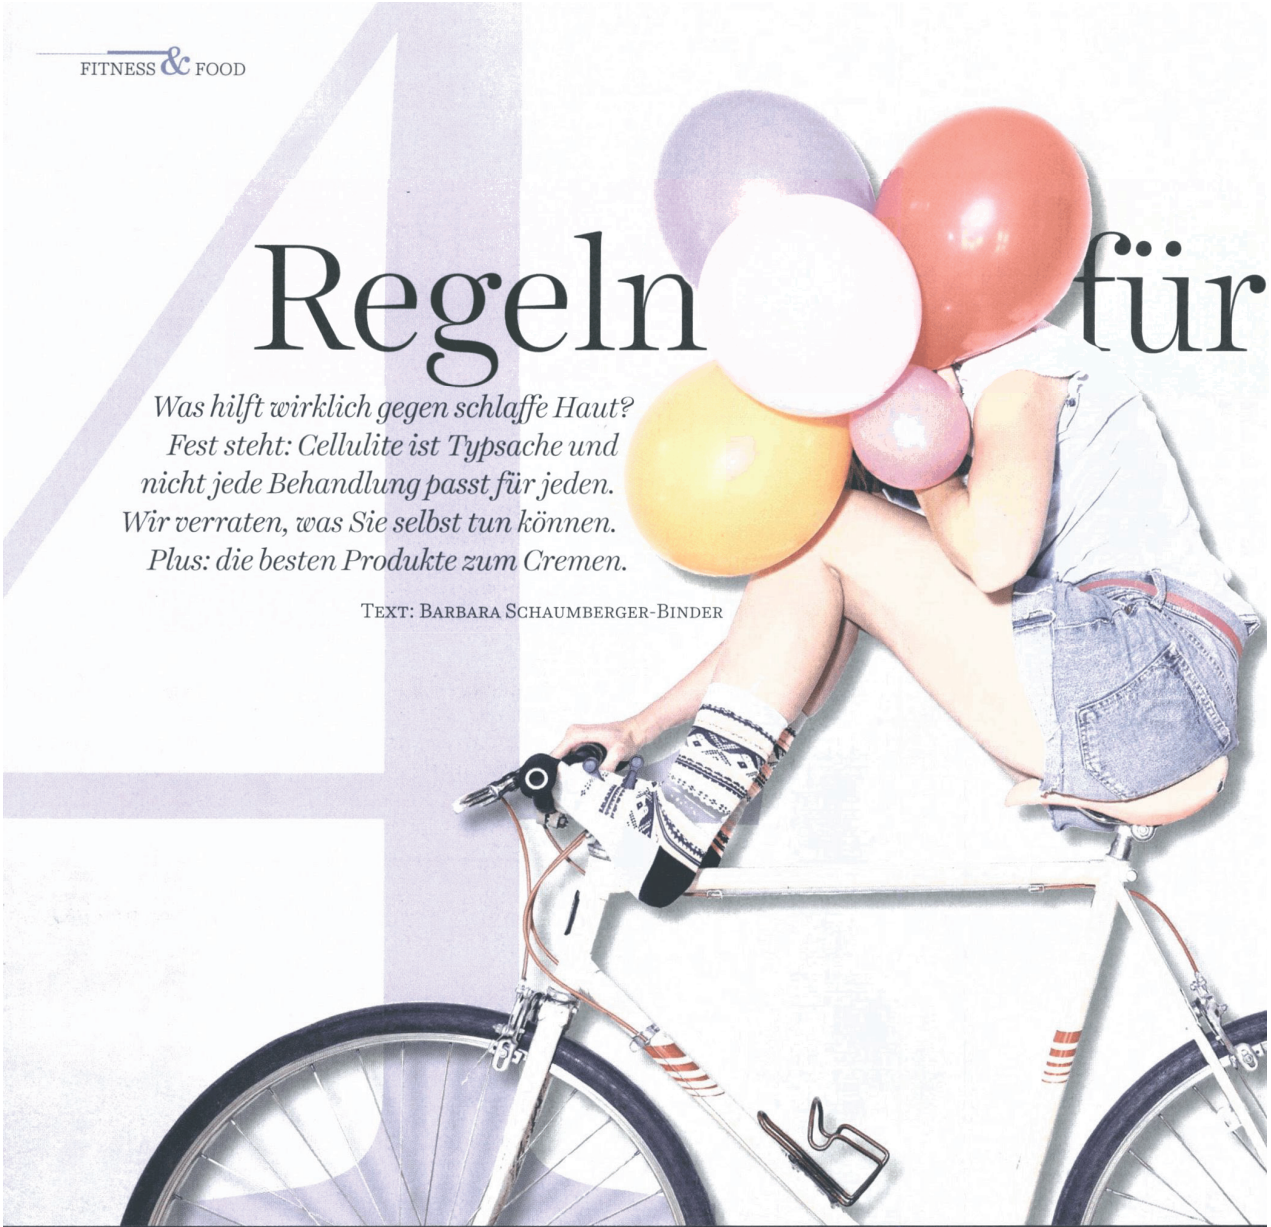 FITNESS & FOOD
4 Regeln für
Was hilft wirklich gegen schlaffe Haut?
Fest steht: Cellulite ist Typsache und
nicht jede Behandlung passt für jeden.
Wir verraten, was Sie selbst tun können.
Plus: die besten Produkte zum Cremen.
TEXT: BARBARA SCHAUMBERGER-BINDER